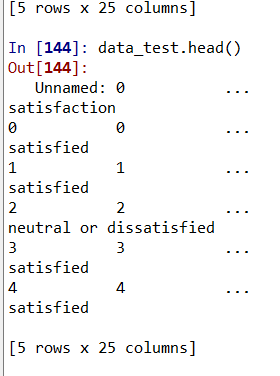 [5 rows x 25 columns]
In [144]: data_test.head()
Out[144]:
Unnamed: 0 ...
satisfaction
0 0 ...
satisfied
1 1 ...
satisfied
2 2 ...
neutral or dissatisfied
3 3 ...
satisfied
4 4 ...
satisfied
[5 rows x 25 columns]